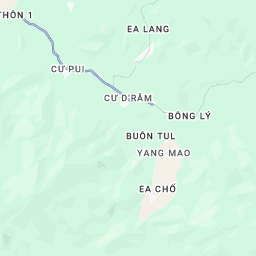 THÔN 1
EA LANG
CƯ PUI
CƯ DRĂM
BÔNG LÝ
BUÔN TUL
YANG MAO
EA CHỐ